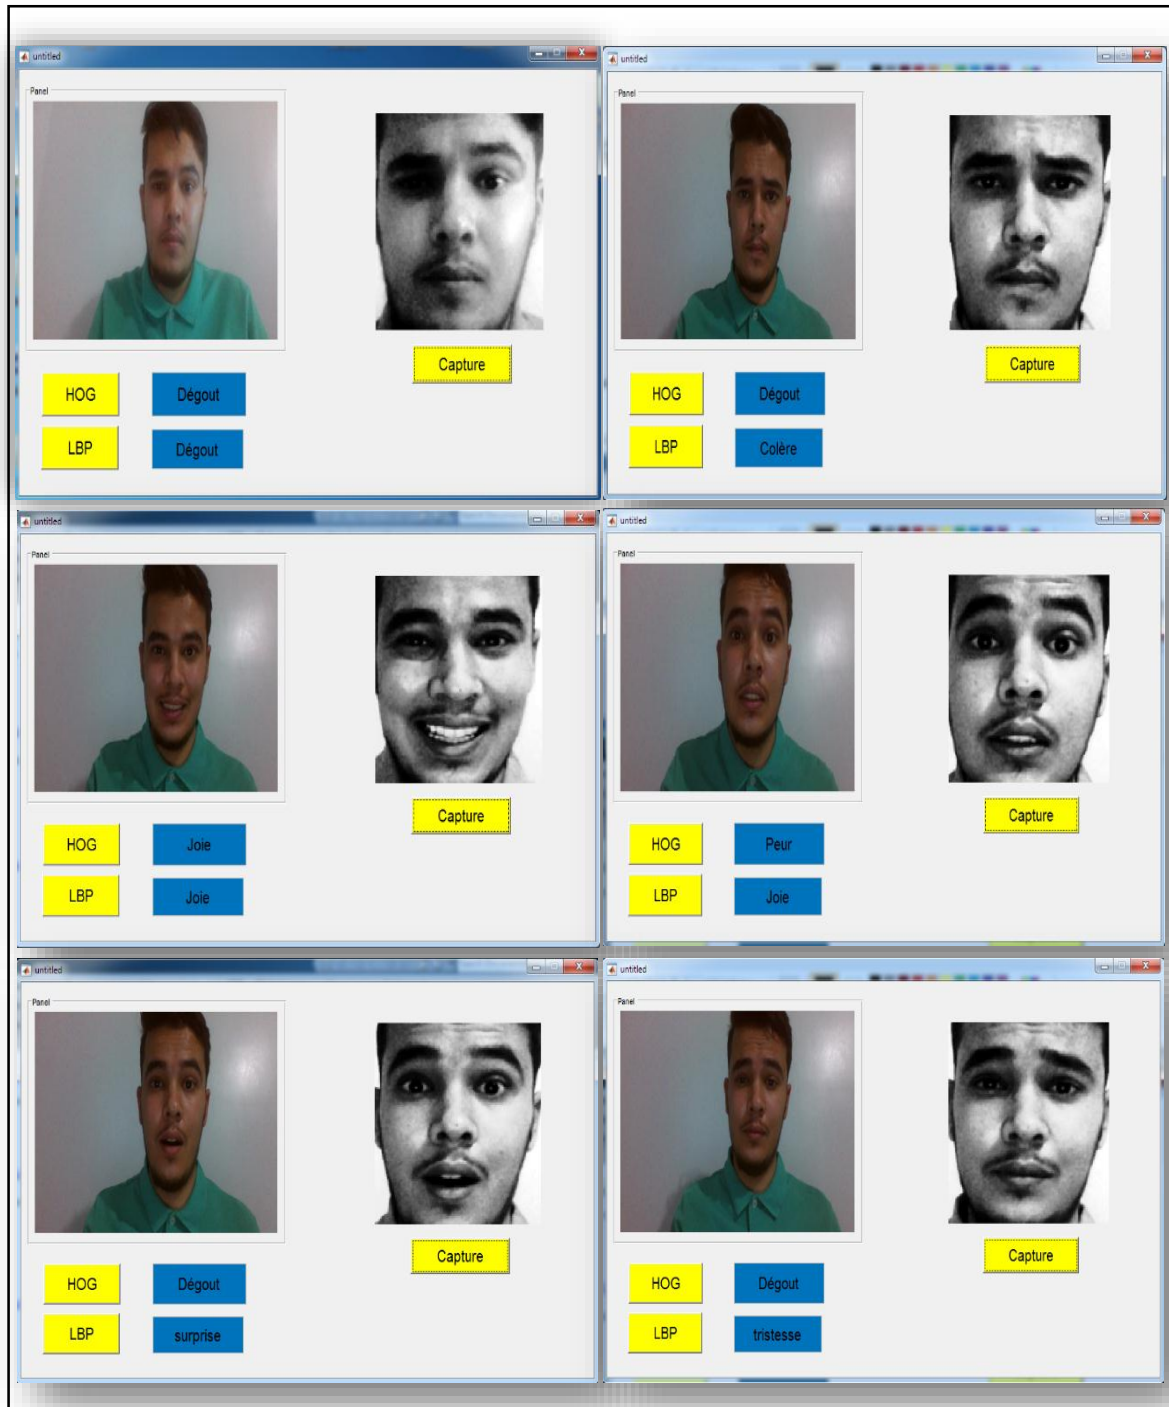 untitled
Panel
Capture
HOG Dégout
LBP Dégout
untitled
Panel
Capture
HOG Dégout
LBP Colère
untitled
Panel
Capture
HOG Joie
LBP Joie
untitled
Panel
Capture
HOG Peur
LBP Joie
untitled
Panel
Capture
HOG Dégout
LBP surprise
untitled
Panel
Capture
HOG Dégout
LBP tristesse